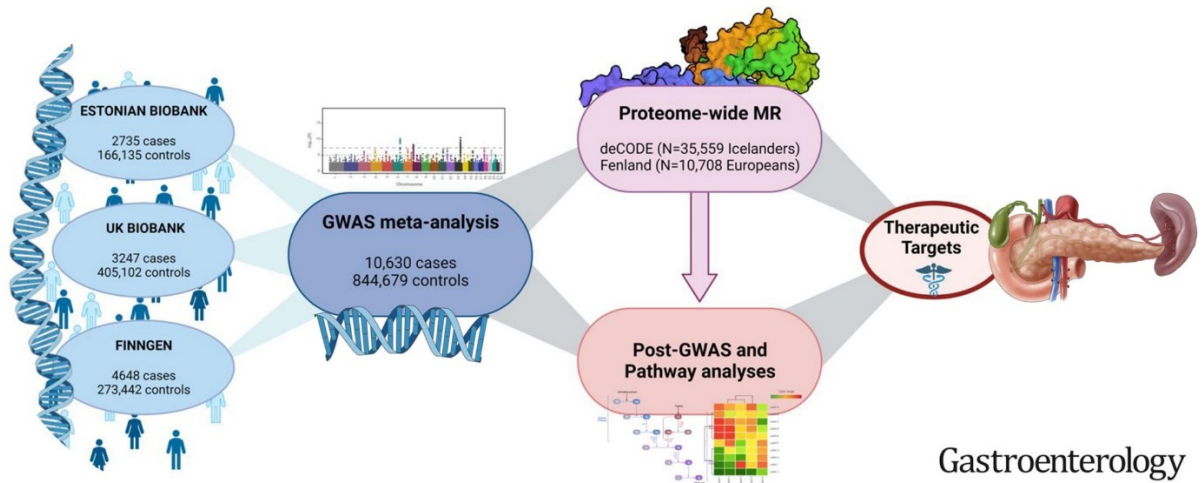 ESTONIAN BIOBANK
2735 cases
166,135 controls
UK BIOBANK
3247 cases
405,102 controls
FINNGEN
4648 cases
273,442 controls
Chromosome
GWAS meta-analysis
10,630 cases
844,679 controls
Proteome-wide MR
deCODE (N=35,559 Icelanders)
Fenland (N=10,708 Europeans)
Post-GWAS and
Pathway analyses
Therapeutic
Targets
Gastroenterology